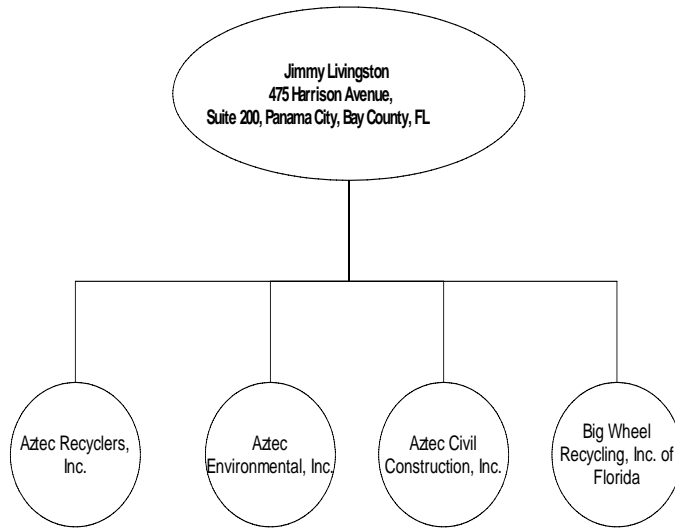 Jimmy Livingston
475 Harrison Avenue,
Suite 200, Panama City, Bay County, FL
Aztec Recyclers,
Inc.
Aztec
Environmental, Inc.
Aztec Civil
Construction, Inc.
Big Wheel
Recycling, Inc. of
Florida